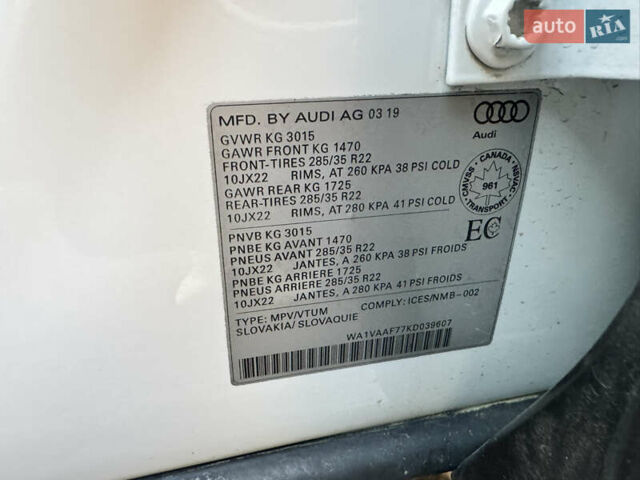 auto RIA.com
MFD. BY AUDI AG 03 19
Audi
GVWR KG 3015
GAWR FRONT KG 1470
FRONT-TIRES 285/35 R22
10JX22 RIMS, AT 260 KPA 38 PSI COLD
GAWR REAR KG 1725
REAR-TIRES 285/35 R22
10JX22 RIMS, AT 280 KPA 41 PSI COLD
CMVSS - CANADA - NSVAC
961
TRANSPORT
EC
PNVB KG 3015
PNBE KG AVANT 1470
PNEUS AVANT 285/35 R22
10JX22 JANTES, A 260 KPA 38 PSI FROIDS
PNBE KG ARRIERE 1725
PNEUS ARRIERE 285/35 R22
10JX22 JANTES, A 280 KPA 41 PSI FROIDS
TYPE: MPV/VTUM COMPLY: ICES/NMB-002
SLOVAKIA/ SLOVAQUIE
WA1VAAF77KD039607